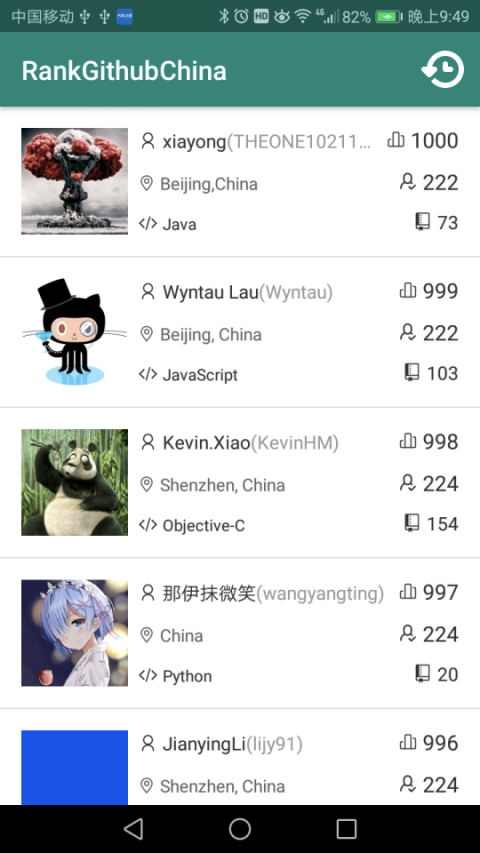 中国移动 HD 46 82% 晚上9:49
RankGithubChina
xiayong(THEONE10211... 1000
Beijing,China 222
Java 73
Wyntau Lau(Wyntau) 999
Beijing, China 222
JavaScript 103
Kevin.Xiao(KevinHM) 998
Shenzhen, China 224
Objective-C 154
那伊抹微笑(wangyangting) 997
China 224
Python 20
JianyingLi(lijy91) 996
Shenzhen, China 224